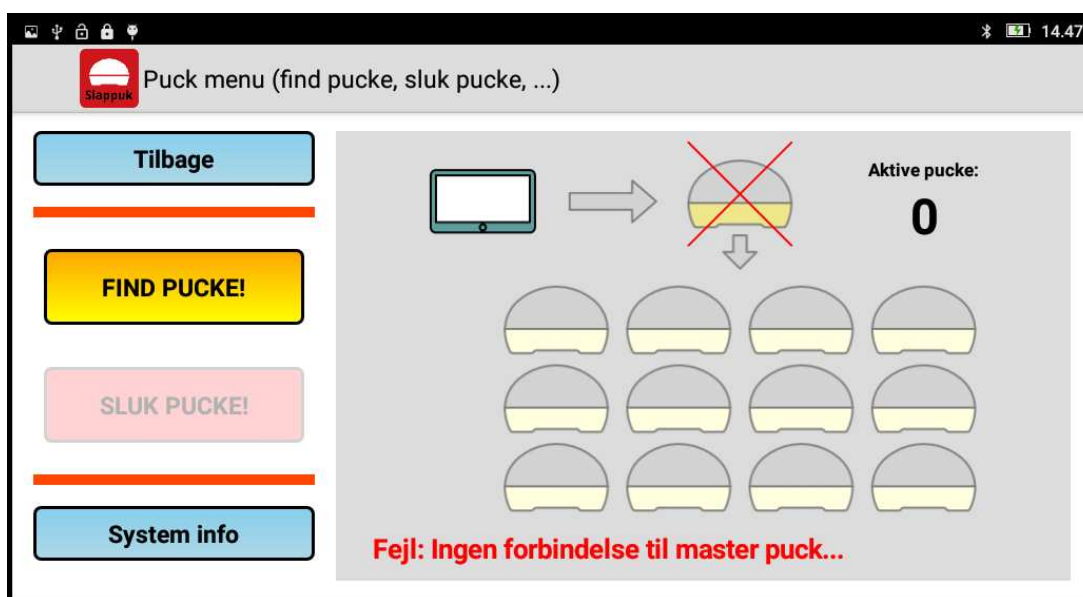 14.47
Slappuk
Puck menu (find pucke, sluk pucke, ...)
Tilbage
FIND PUCKE!
SLUK PUCKE!
System info
Aktive pucke:
0
Fejl: Ingen forbindelse til master puck...